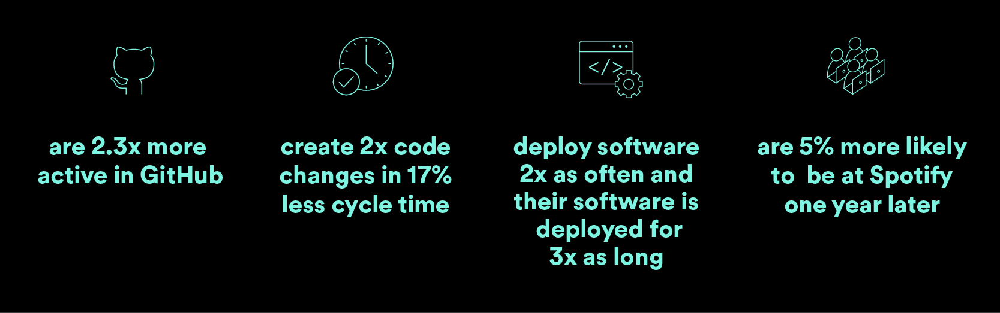 are 2.3x more
active in GitHub
create 2x code
changes in 17%
less cycle time
</>
deploy software
2x as often and
their software is
deployed for
3x as long
are 5% more likely
to  be at Spotify
one year later